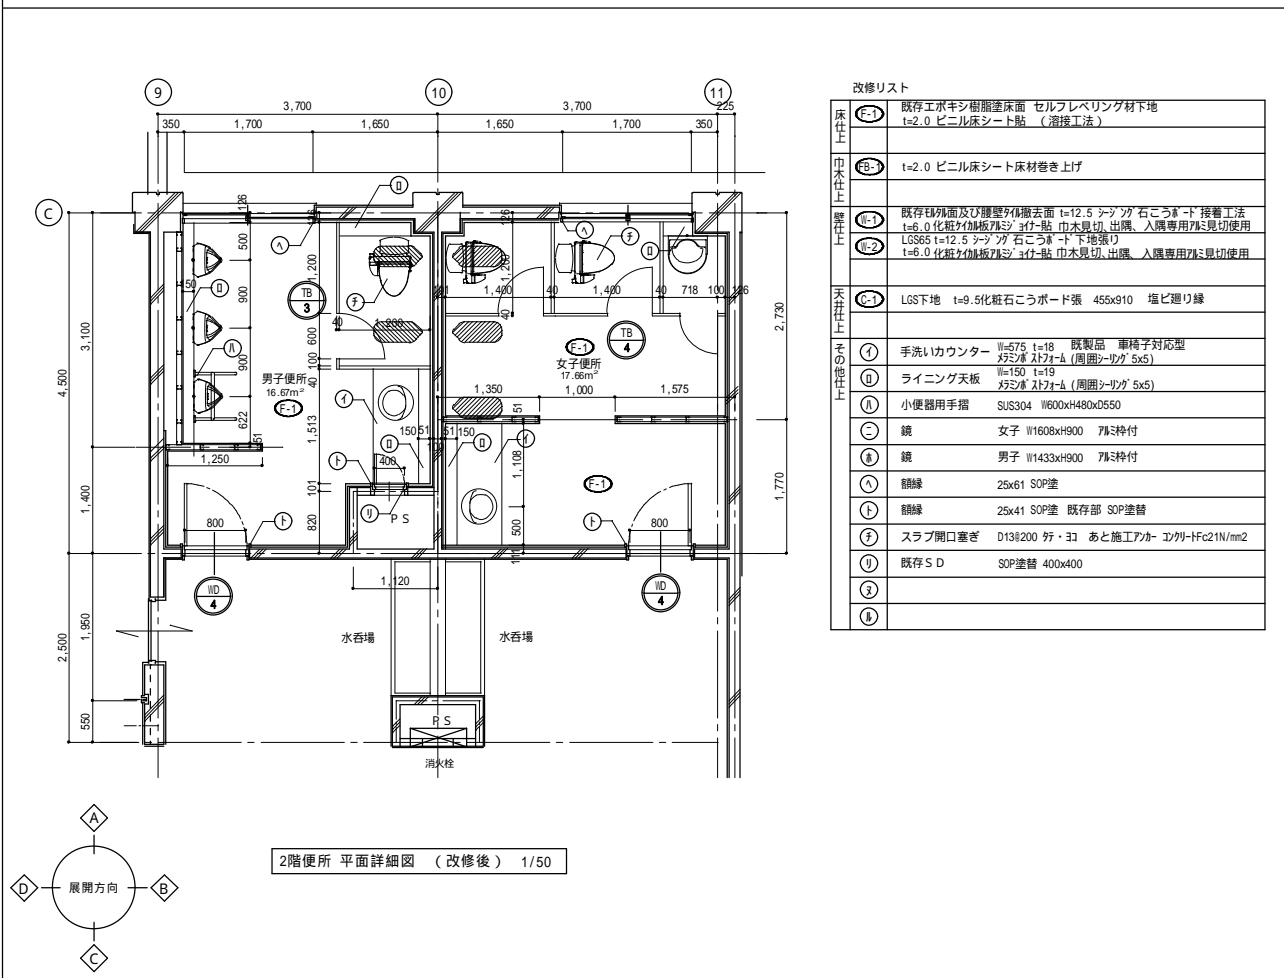 9
10
11
3,700
3,700
225
350
1,700
1,650
1,650
1,700
350
C
ロ
126
ヘ
チ
ロ
500
1,200
TB
3
チ
1,400
40
1,400
40
718
100
126
150
ロ
900
40
1,200
40
2,730
TB
4
3,100
600
F-1
ハ
900
100
女子便所
17.66m²
男子便所
16.67m²
40
F-1
イ
1,350
1,000
1,575
4,500
622
1,513
51
51
150
51
51
150
ロ
ロ
イ
1,250
ト
400
1,108
1,400
101
リ
PS
F-1
1,770
800
ト
820
500
ト
800
111
1,120
WD
4
WD
4
水呑場
水呑場
2,500
1,950
550
PS
消火栓
A
D
展開方向
B
C
2階便所 平面詳細図 (改修後) 1/50
改修リスト
床仕上
F-1
既存エポキシ樹脂塗床面 セルフレベリング材下地
t=2.0 ビニル床シート貼 (溶接工法)
巾木仕上
FB-1
t=2.0 ビニル床シート床材巻き上げ
壁仕上
W-1
既存モルタル面及び腰壁タイル撤去面 t=12.5 シージング石こうボード接着工法
t=6.0 化粧ケイカル板アルミジョイナー貼 巾木見切、出隅、入隅専用アルミ見切使用
W-2
LGS65 t=12.5 シージング石こうボード下地張り
t=6.0 化粧ケイカル板アルミジョイナー貼 巾木見切、出隅、入隅専用アルミ見切使用
天井仕上
C-1
LGS下地 t=9.5化粧石こうボード張 455x910 塩ビ廻り縁
その他仕上
イ
手洗いカウンター W=575 t=18 既製品 車椅子対応型
メラミンポストフォーム (周囲シーリング 5x5)
ロ
ライニング天板 W=150 t=19
メラミンポストフォーム (周囲シーリング 5x5)
ハ
小便器用手摺 SUS304 W600xH480xD550
ニ
鏡 女子 W1608xH900 アルミ枠付
ホ
鏡 男子 W1433xH900 アルミ枠付
ヘ
額縁 25x61 SOP塗
ト
額縁 25x41 SOP塗 既存部 SOP塗替
チ
スラブ開口塞ぎ D13@200 タテ・ヨコ あと施工アンカー コンクリートFc21N/mm2
リ
既存SD SOP塗替 400x400
ヌ
ル